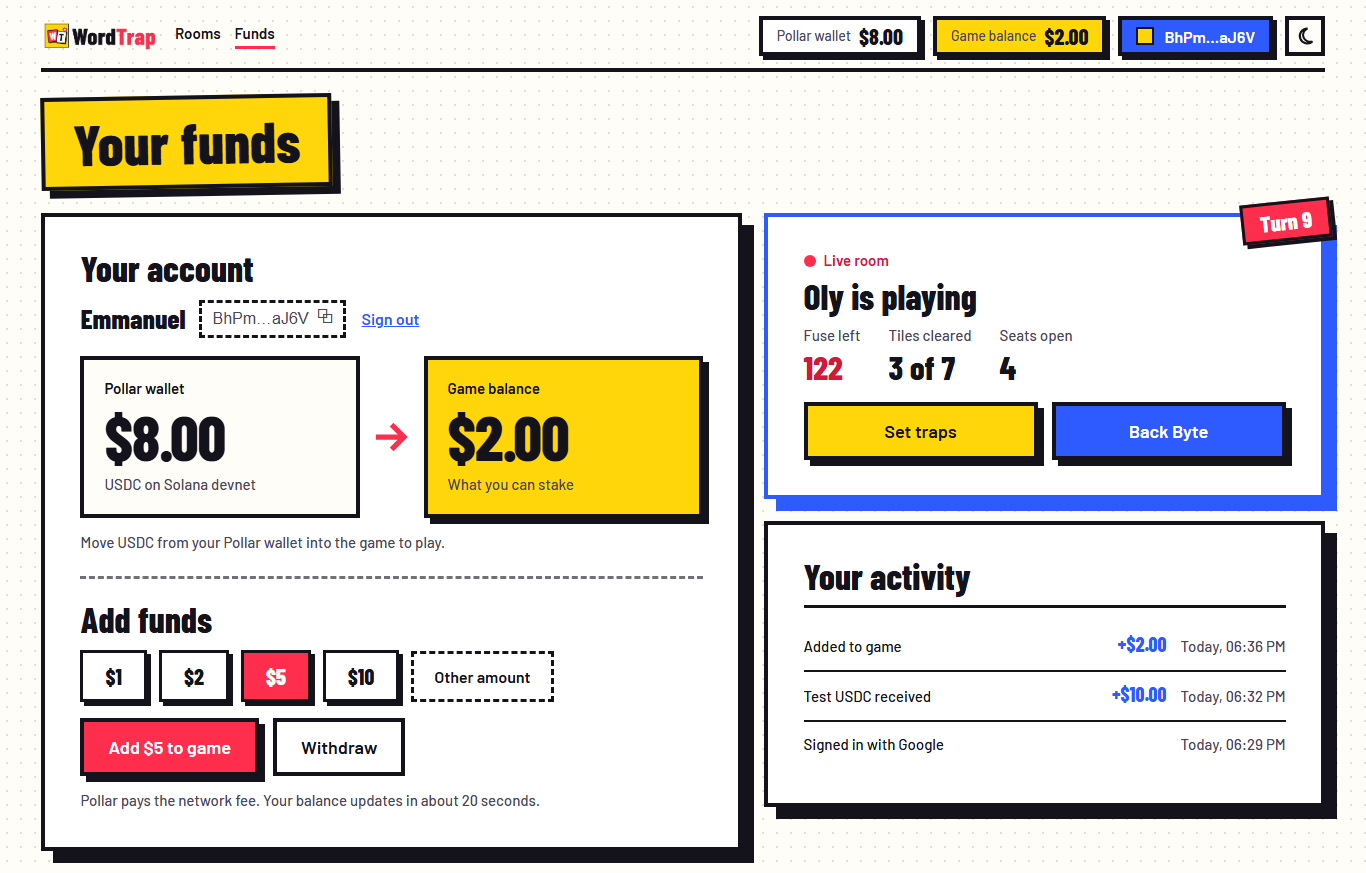 WordTrap Rooms Funds Pollar wallet $8.00 Game balance $2.00 BhPm...aJ6V
Your funds
Your account
Emmanuel BhPm...aJ6V Sign out
Pollar wallet
$8.00
USDC on Solana devnet
Game balance
$2.00
What you can stake
Move USDC from your Pollar wallet into the game to play.
Add funds
$1 $2 $5 $10 Other amount
Add $5 to game Withdraw
Pollar pays the network fee. Your balance updates in about 20 seconds.
Turn 9
Live room
Oly is playing
Fuse left Tiles cleared Seats open
122 3 of 7 4
Set traps Back Byte
Your activity
Added to game +$2.00 Today, 06:36 PM
Test USDC received +$10.00 Today, 06:32 PM
Signed in with Google Today, 06:29 PM